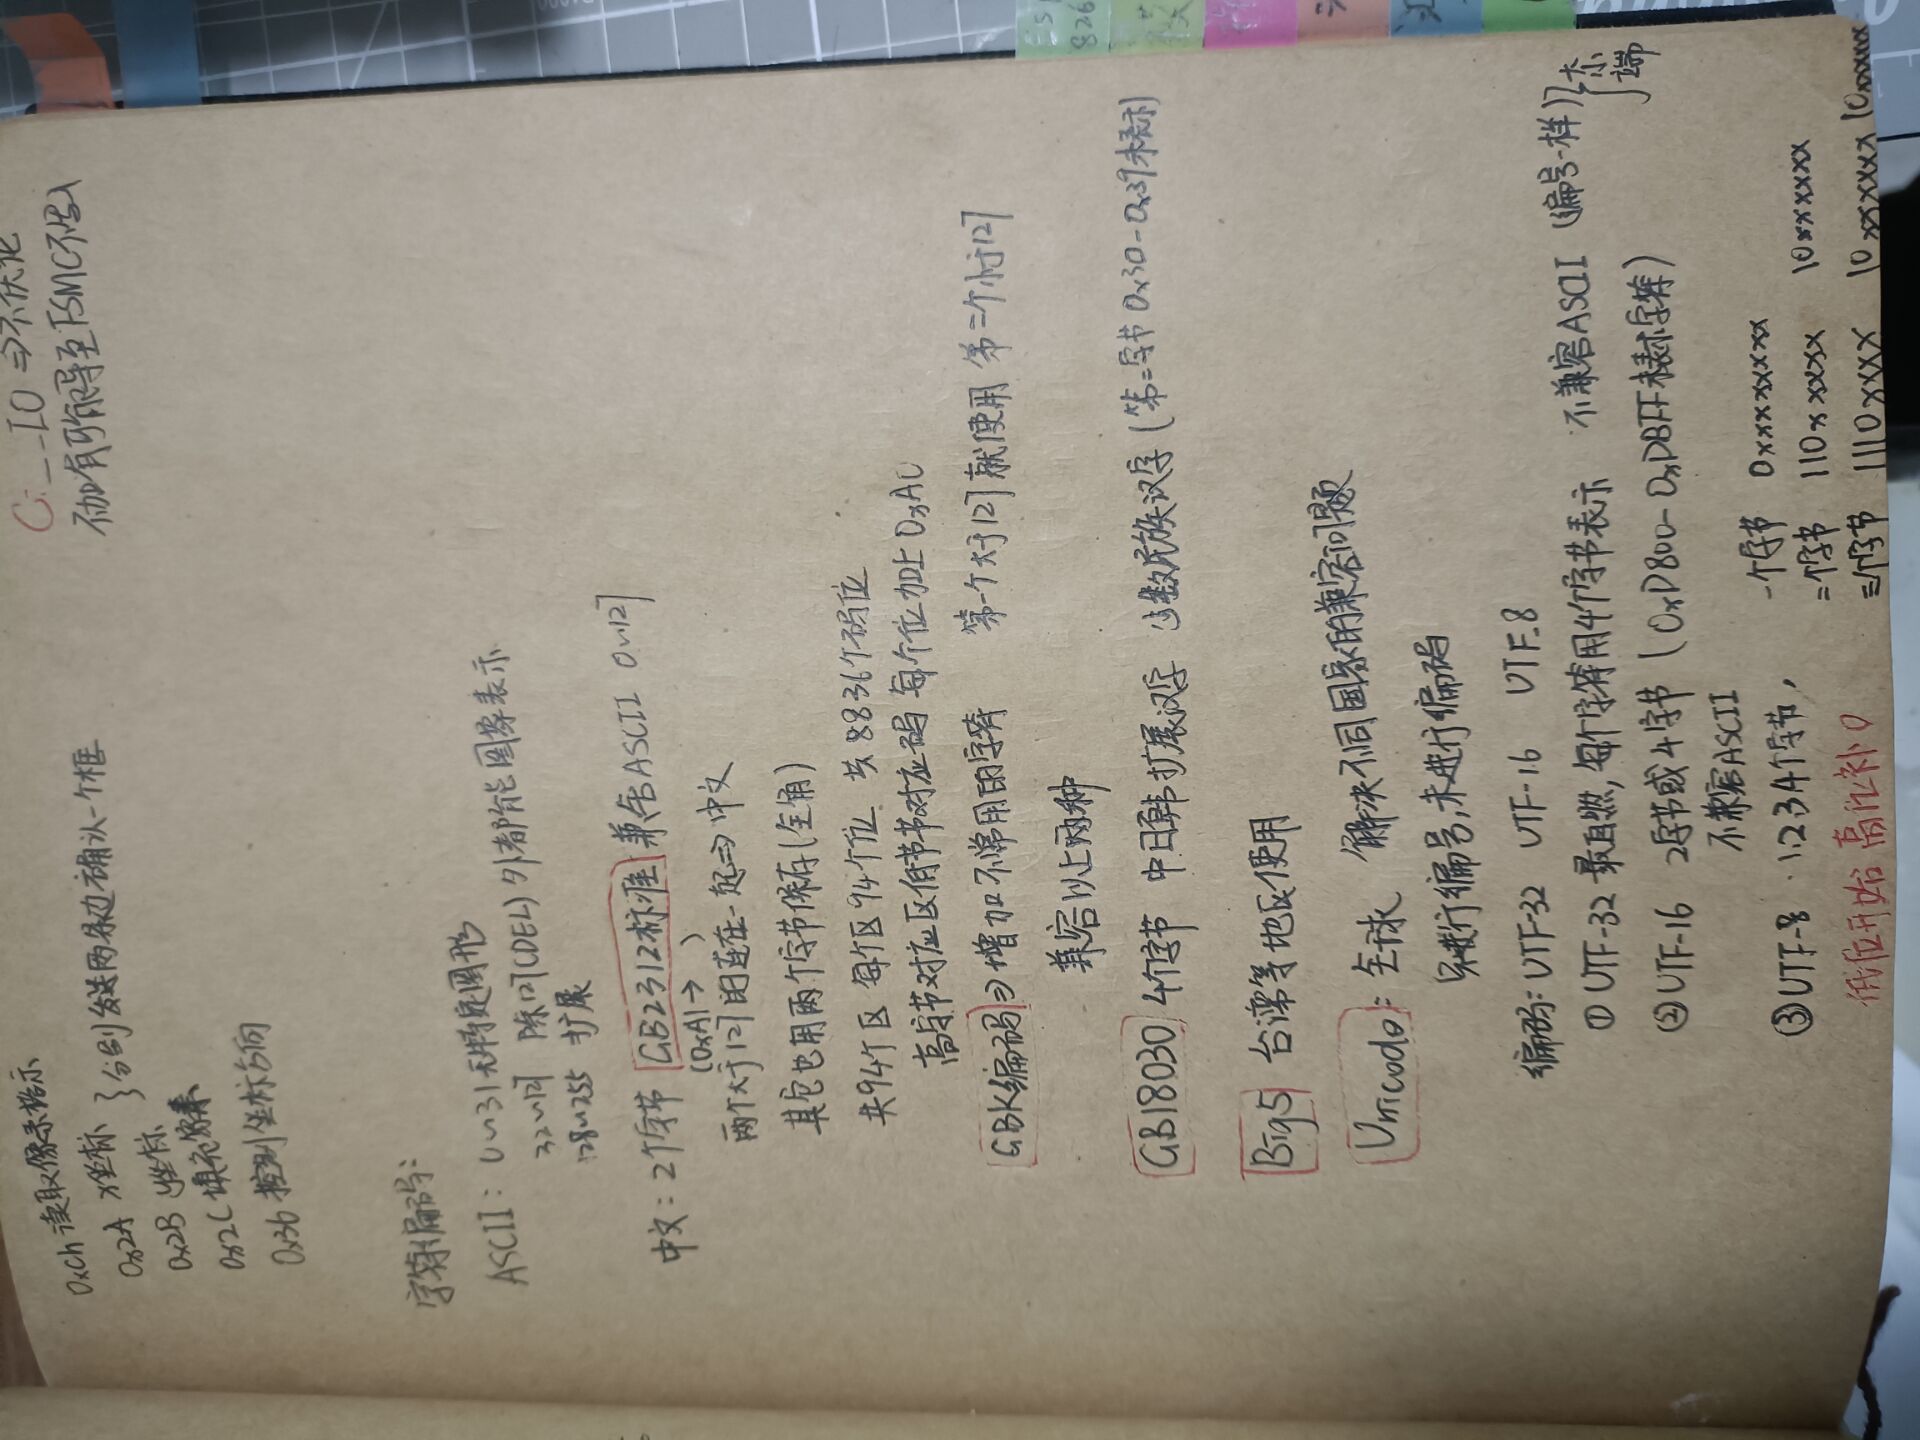 C: __IO ⇒不优化
不加有可能导至FSMC不写入
0xCh 读取像素格示
0x2A x坐标
0x2B y坐标 } 分别发送两条边确认一个框
0x2C 填充像素
0x36 控制坐标方向
字符编码:
ASCII: 0~31无特定图形
32~127 除127(DEL)外都能图象表示
128~255 扩展
中文: 2个字节 GB2312标准 兼容ASCII 0~127
(0xA1→ )
两个大于127的连在一起⇒中文
其它也用两个字节保存(全角)
共94个区 每个区94个位 共8836个码位
高字节对应区低字节对应码 每个位加上0xA0
GBK编码⇒增加不常用的字符 第一个大于127就使用 第二个小于127
兼容以上两种
GB18030 4个字节 中日韩扩展汉字 少数民族汉字(第二字节0x30-0x39来表示)
Big5 台湾等地区使用
Unicode: 全球 解决不同国家的兼容问题
只进行编号,未进行编码
编码: UTF-32 UTF-16 UTF-8
① UTF-32 最自然,每个字符用4个字节表示 不兼容ASCII (编号一样)
② UTF-16 2字节或4字节 (0xD800-0xDBFF来表示字符)
不兼容ASCII
} 大小端
③ UTF-8 1.2.3.4个字节,
一个字节 0xxxxxxxx
二个字节 110xxxxx 10xxxxxx
三个字节 1110xxxx 10xxxxxx 10xxxxxx
低位开始 高位补0